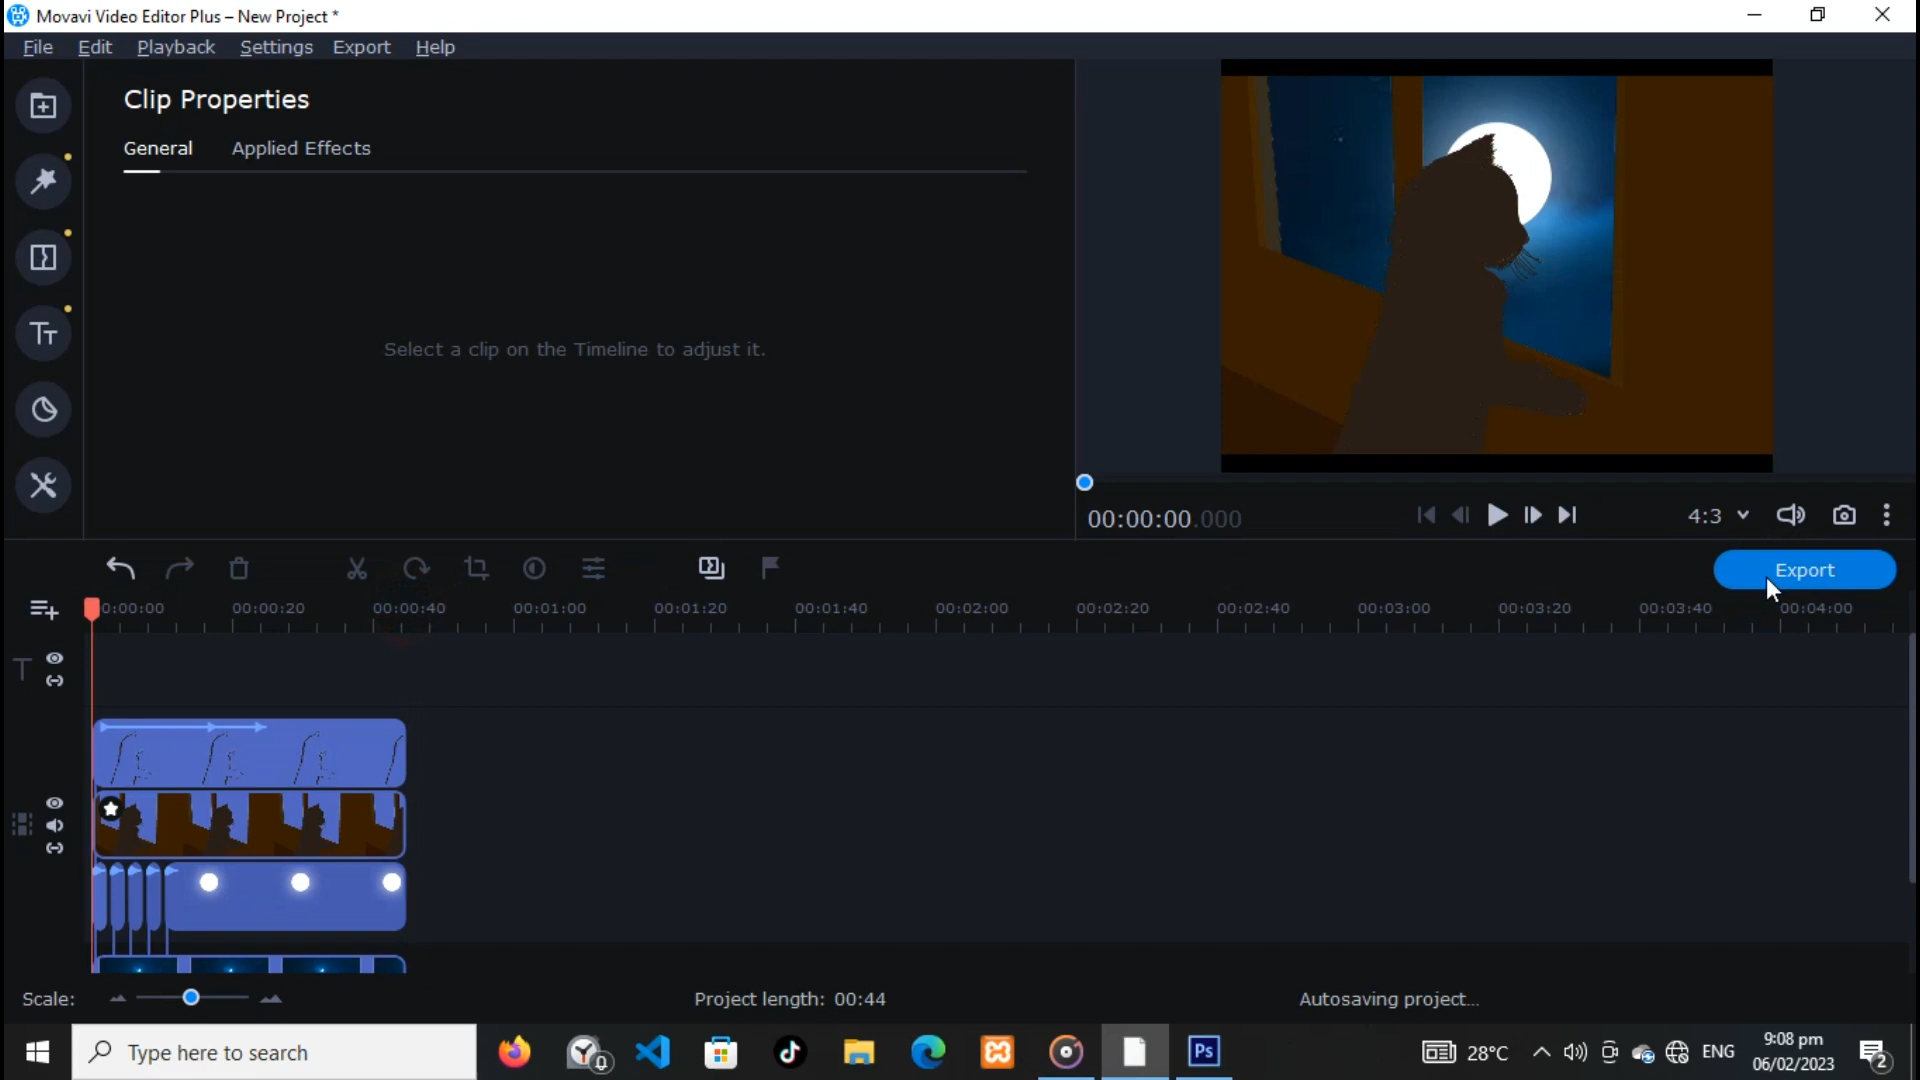 Movavi Video Editor Plus – New Project *
File Edit Playback Settings Export Help
Clip Properties
General Applied Effects
Select a clip on the Timeline to adjust it.
00:00:00.000
4:3
Export
0:00:00 00:00:20 00:00:40 00:01:00 00:01:20 00:01:40 00:02:00 00:02:20 00:02:40 00:03:00 00:03:20 00:03:40 00:04:00
Scale:
Project length: 00:44
Autosaving project...
Type here to search
Ps
28°C
ENG
9:08 pm
06/02/2023
2